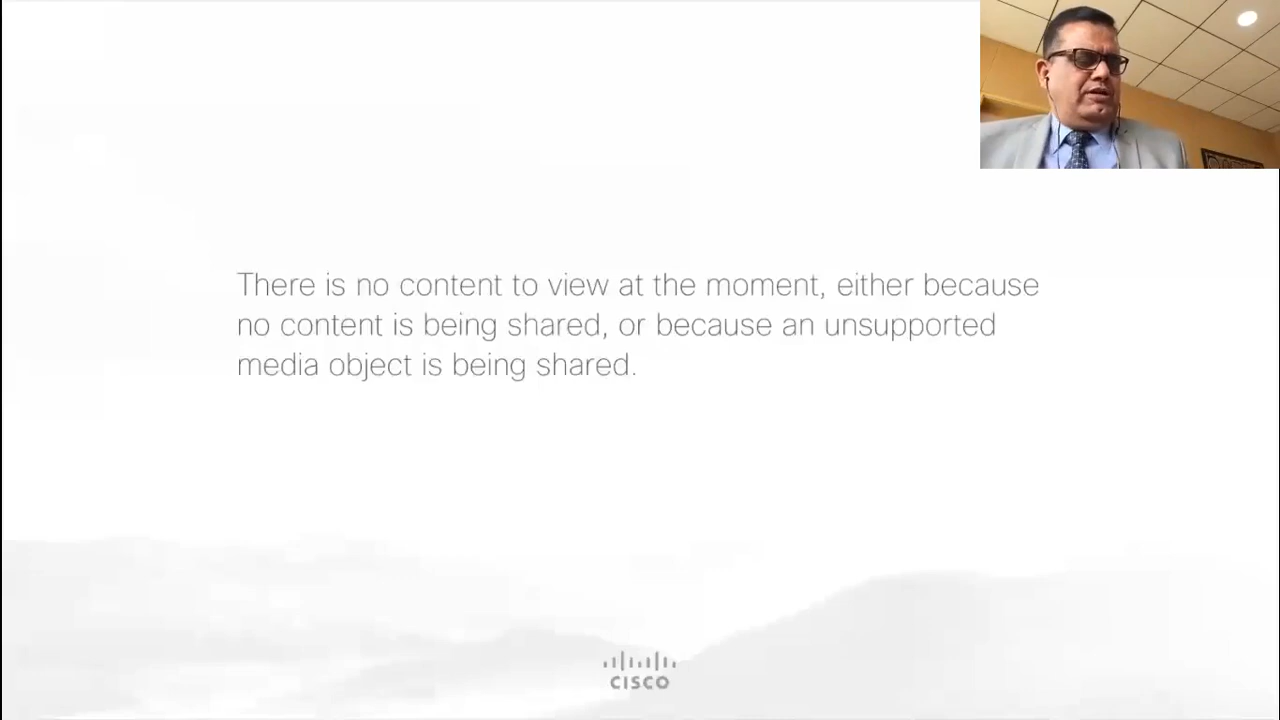 There is no content to view at the moment, either because
no content is being shared, or because an unsupported
media object is being shared.
CISCO